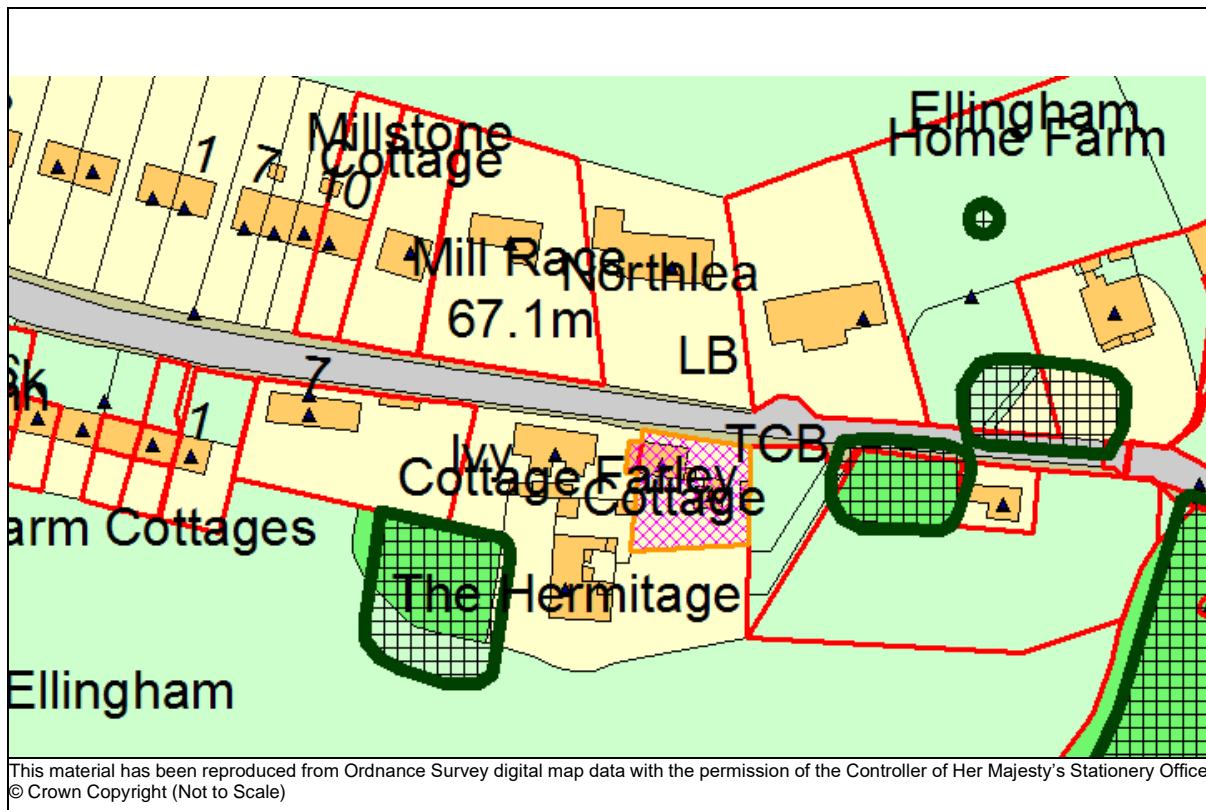 Ellingham
Home Farm
Millstone
Cottage
1
7
10
Mill Race
Northlea
67.1m
LB
7
1
TCB
Ivy
Cottage
Farley
Cottage
arm Cottages
The Hermitage
Ellingham
This material has been reproduced from Ordnance Survey digital map data with the permission of the Controller of Her Majesty’s Stationery Office
© Crown Copyright (Not to Scale)